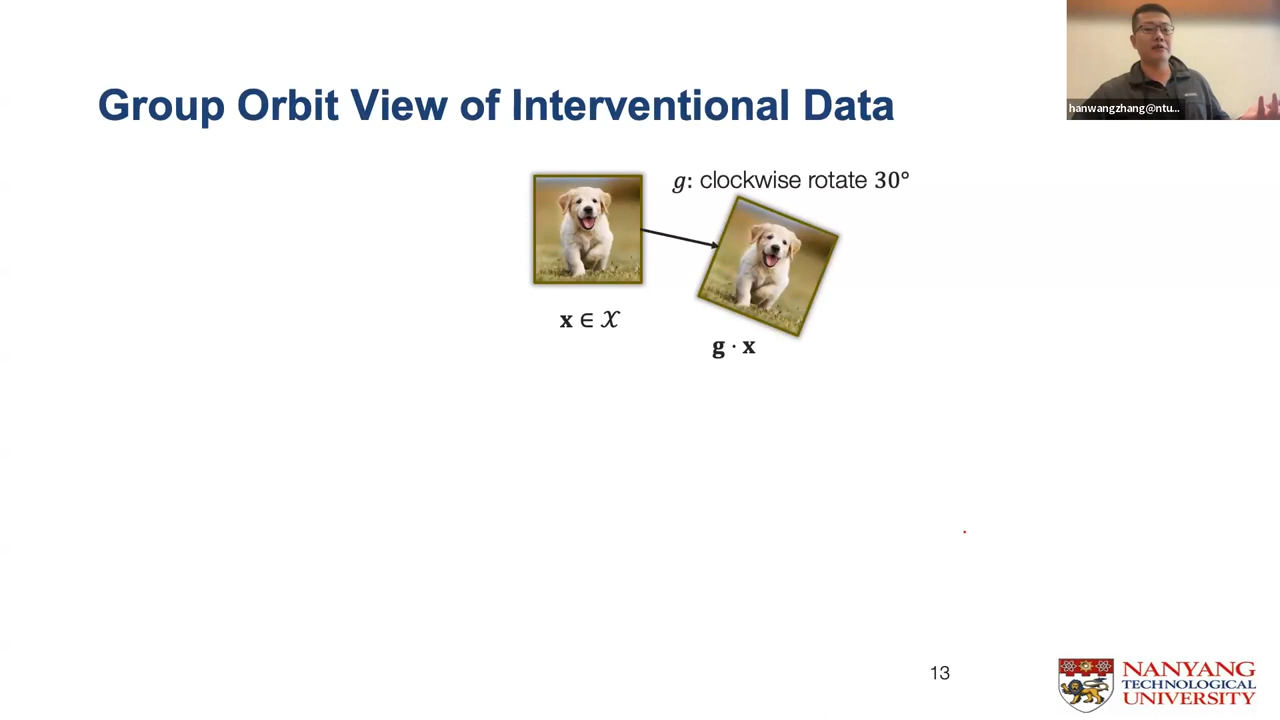 hanwangzhang@ntu...
Group Orbit View of Interventional Data
g: clockwise rotate 30°
x ∈ 𝒳
g · x
13
NANYANG
TECHNOLOGICAL
UNIVERSITY